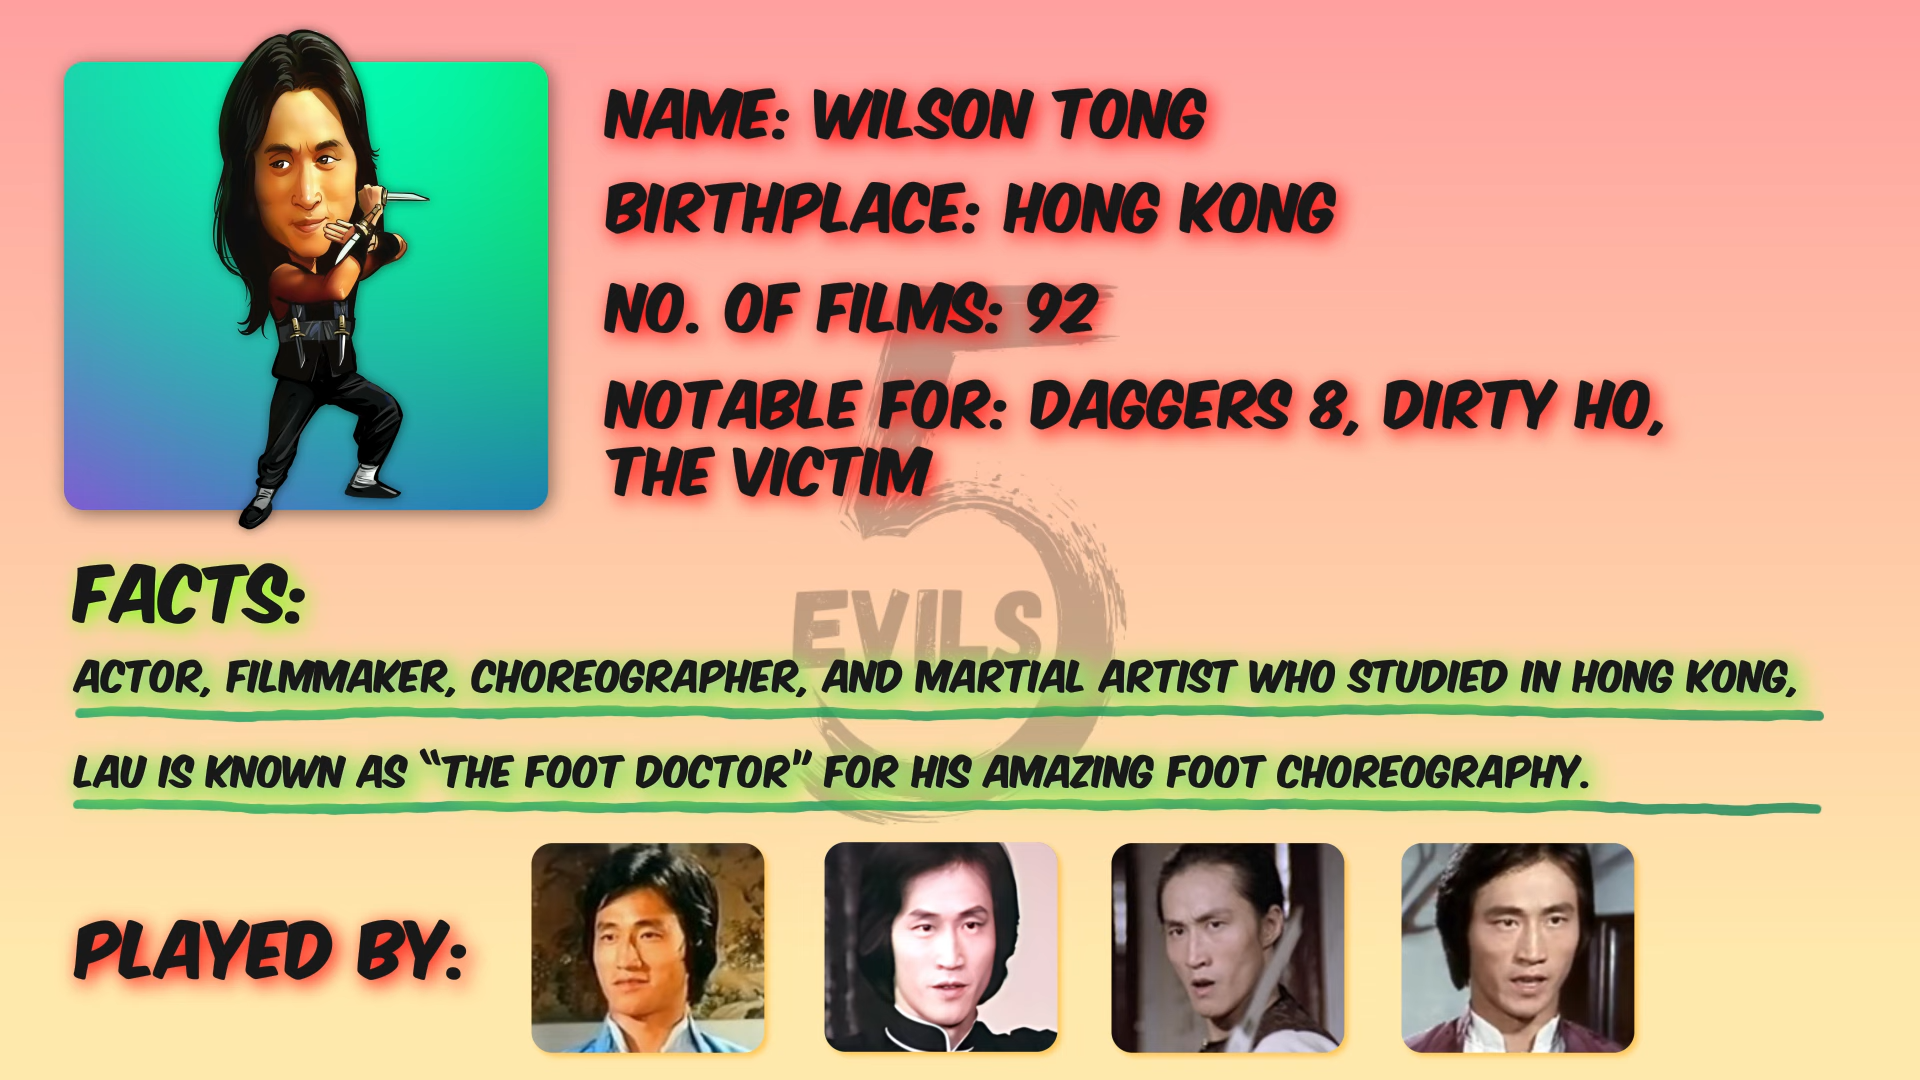 NAME: WILSON TONG
BIRTHPLACE: HONG KONG
NO. OF FILMS: 92
NOTABLE FOR: DAGGERS 8, DIRTY HO,
THE VICTIM
5
EVILS
FACTS:
ACTOR, FILMMAKER, CHOREOGRAPHER, AND MARTIAL ARTIST WHO STUDIED IN HONG KONG,
LAU IS KNOWN AS “THE FOOT DOCTOR” FOR HIS AMAZING FOOT CHOREOGRAPHY.
PLAYED BY: